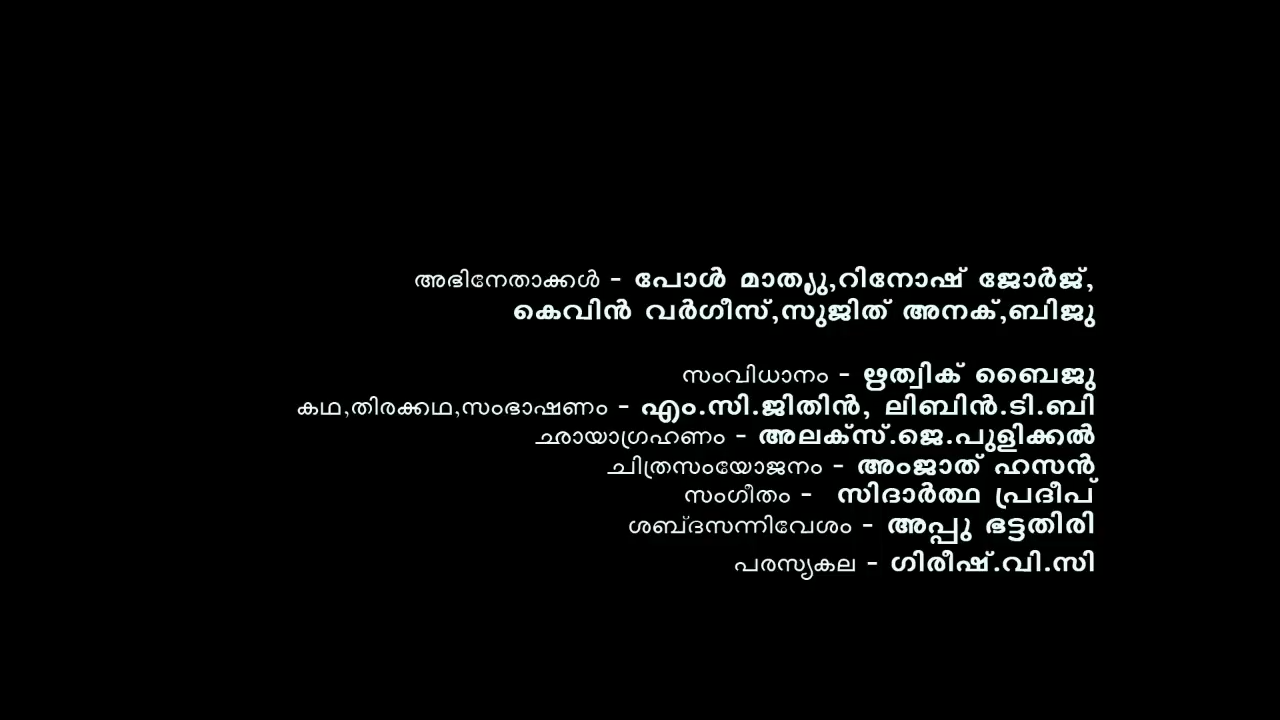 അഭിനേതാക്കൾ - പോൾ മാത്യു,റിനോഷ് ജോർജ്,
കെവിൻ വർഗീസ്,സുജിത് അനക്,ബിജു
സംവിധാനം - ഋത്വിക് ബൈജു
കഥ,തിരക്കഥ,സംഭാഷണം - എം.സി.ജിതിൻ, ലിബിൻ.ടി.ബി
ഛായാഗ്രഹണം - അലക്സ്.ജെ.പുളിക്കൽ
ചിത്രസംയോജനം - അംജാത് ഹസൻ
സംഗീതം - സിദാർത്ഥ പ്രദീപ്
ശബ്ദസന്നിവേശം - അപ്പു ഭട്ടതിരി
പരസ്യകല - ഗിരീഷ്.വി.സി